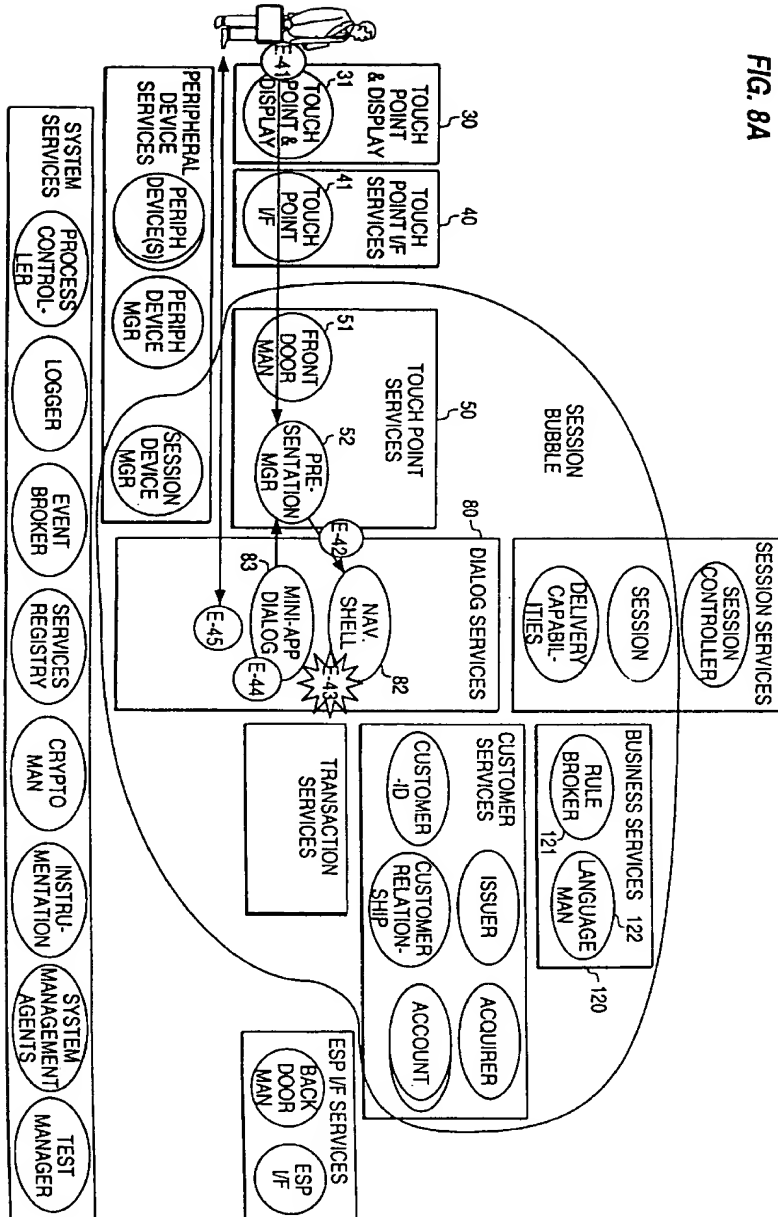 FIG. 8A
SESSION SERVICES
SESSION
CONTROLLER
SESSION
DELIVERY
CAPABIL-
ITIES
SESSION
BUBBLE
BUSINESS SERVICES 122
RULE
BROKER
121
LANGUAGE
MAN
120
TOUCH
POINT
& DISPLAY
30
31
TOUCH
POINT &
DISPLAY
E-41
TOUCH
POINT I/F
SERVICES
40
41
TOUCH
POINT
I/F
TOUCH POINT
SERVICES
50
51
FRONT
DOOR
MAN
52
PRE-
SENTATION
MGR
80
DIALOG SERVICES
E-42
NAV.
SHELL
82
E-43
83
MINI-APP
DIALOG
E-44
E-45
CUSTOMER
SERVICES
ISSUER
ACQUIRER
CUSTOMER
-ID
CUSTOMER
RELATION-
SHIP
ACCOUNT
TRANSACTION
SERVICES
ESP I/F SERVICES
BACK
DOOR
MAN
ESP
I/F
PERIPHERAL
DEVICE
SERVICES
PERIPH
DEVICE(S)
PERIPH
DEVICE
MGR
SESSION
DEVICE
MGR
SYSTEM
SERVICES
PROCESS
CONTROL-
LER
LOGGER
EVENT
BROKER
SERVICES
REGISTRY
CRYPTO
MAN
INSTRU-
MENTATION
SYSTEM
MANAGEMENT
AGENTS
TEST
MANAGER